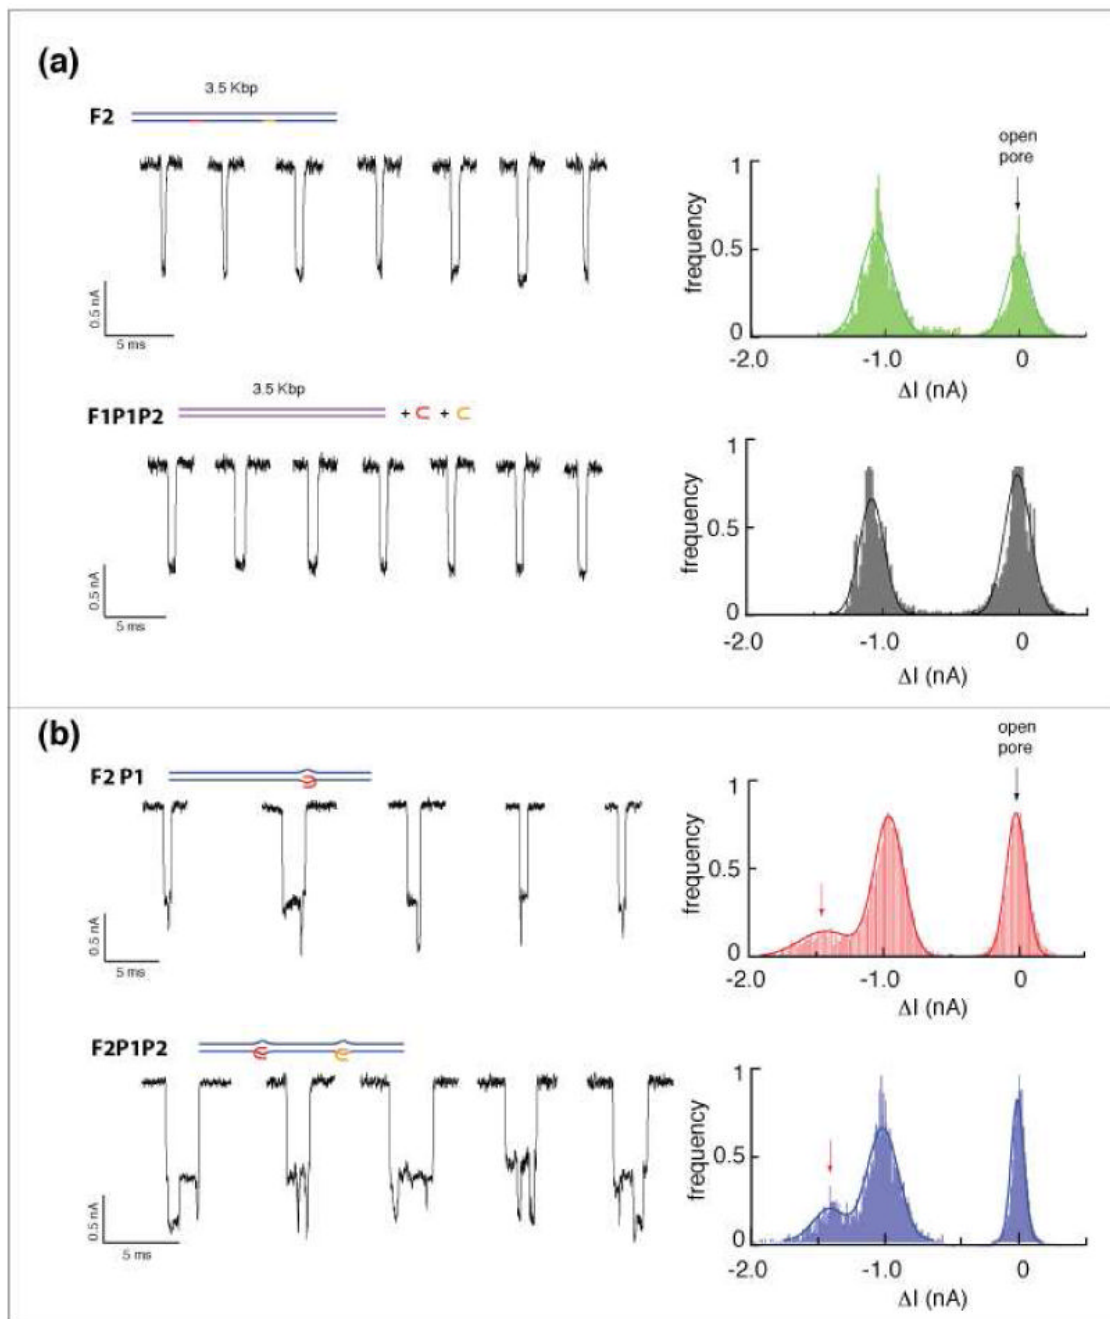 (a)
3.5 Kbp
F2
0.5 nA
5 ms
open
pore
1
0.5
0
frequency
-2.0 -1.0 0
ΔI (nA)
3.5 Kbp
F1P1P2 + +
0.5 nA
5 ms
1
0.5
0
frequency
-2.0 -1.0 0
ΔI (nA)
(b)
F2 P1
0.5 nA
5 ms
open
pore
1
0.5
0
frequency
-2.0 -1.0 0
ΔI (nA)
F2P1P2
0.5 nA
5 ms
1
0.5
0
frequency
-2.0 -1.0 0
ΔI (nA)